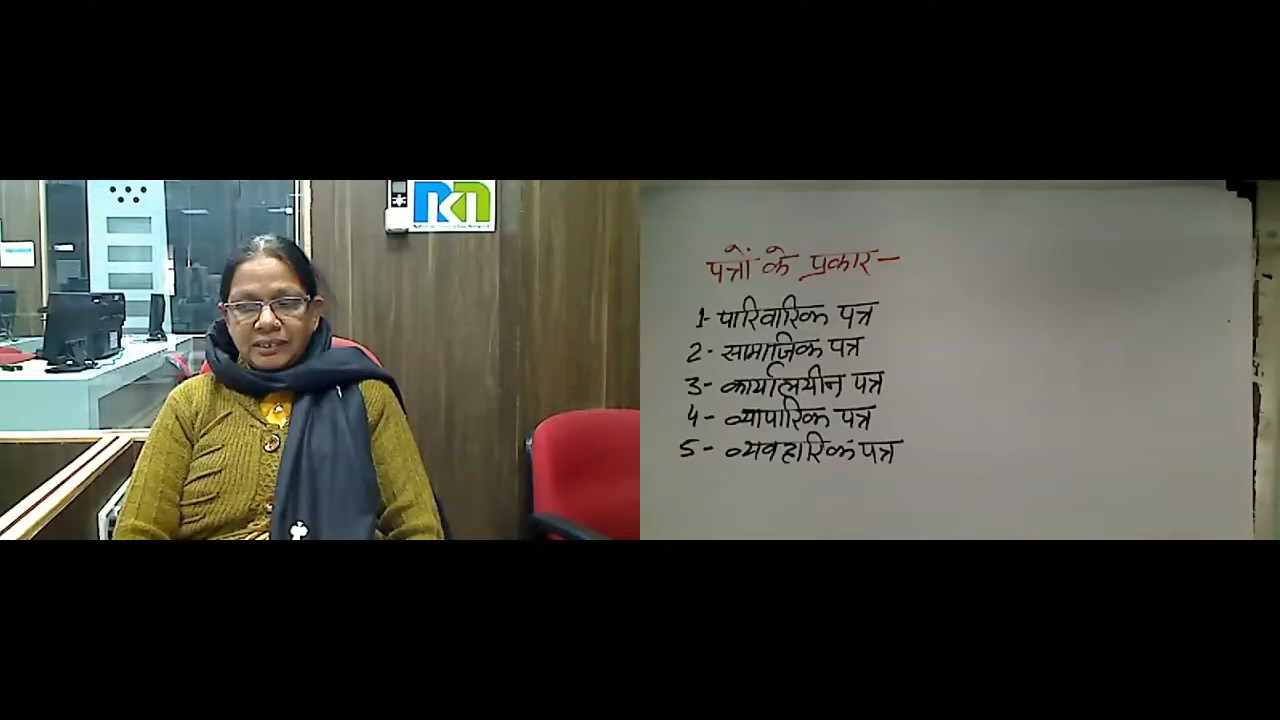 पत्रों के प्रकार-
1- पारिवारिक पत्र
2- सामाजिक पत्र
3- कार्यालयीन पत्र
4- व्यापारिक पत्र
5- व्यवहारिक पत्र